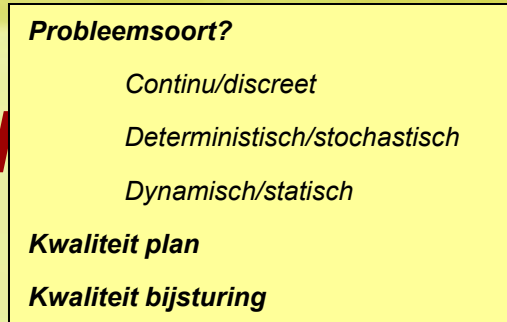 Probleemsoort?
Continu/discreet
Deterministisch/stochastisch
Dynamisch/statisch
Kwaliteit plan
Kwaliteit bijsturing